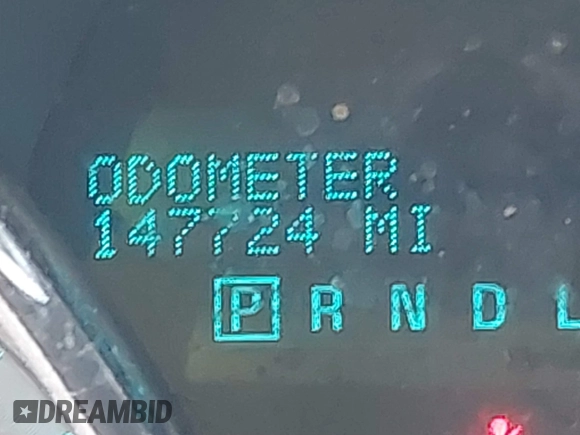 ODOMETER
147724 MI
P R N D L
DREAMBID